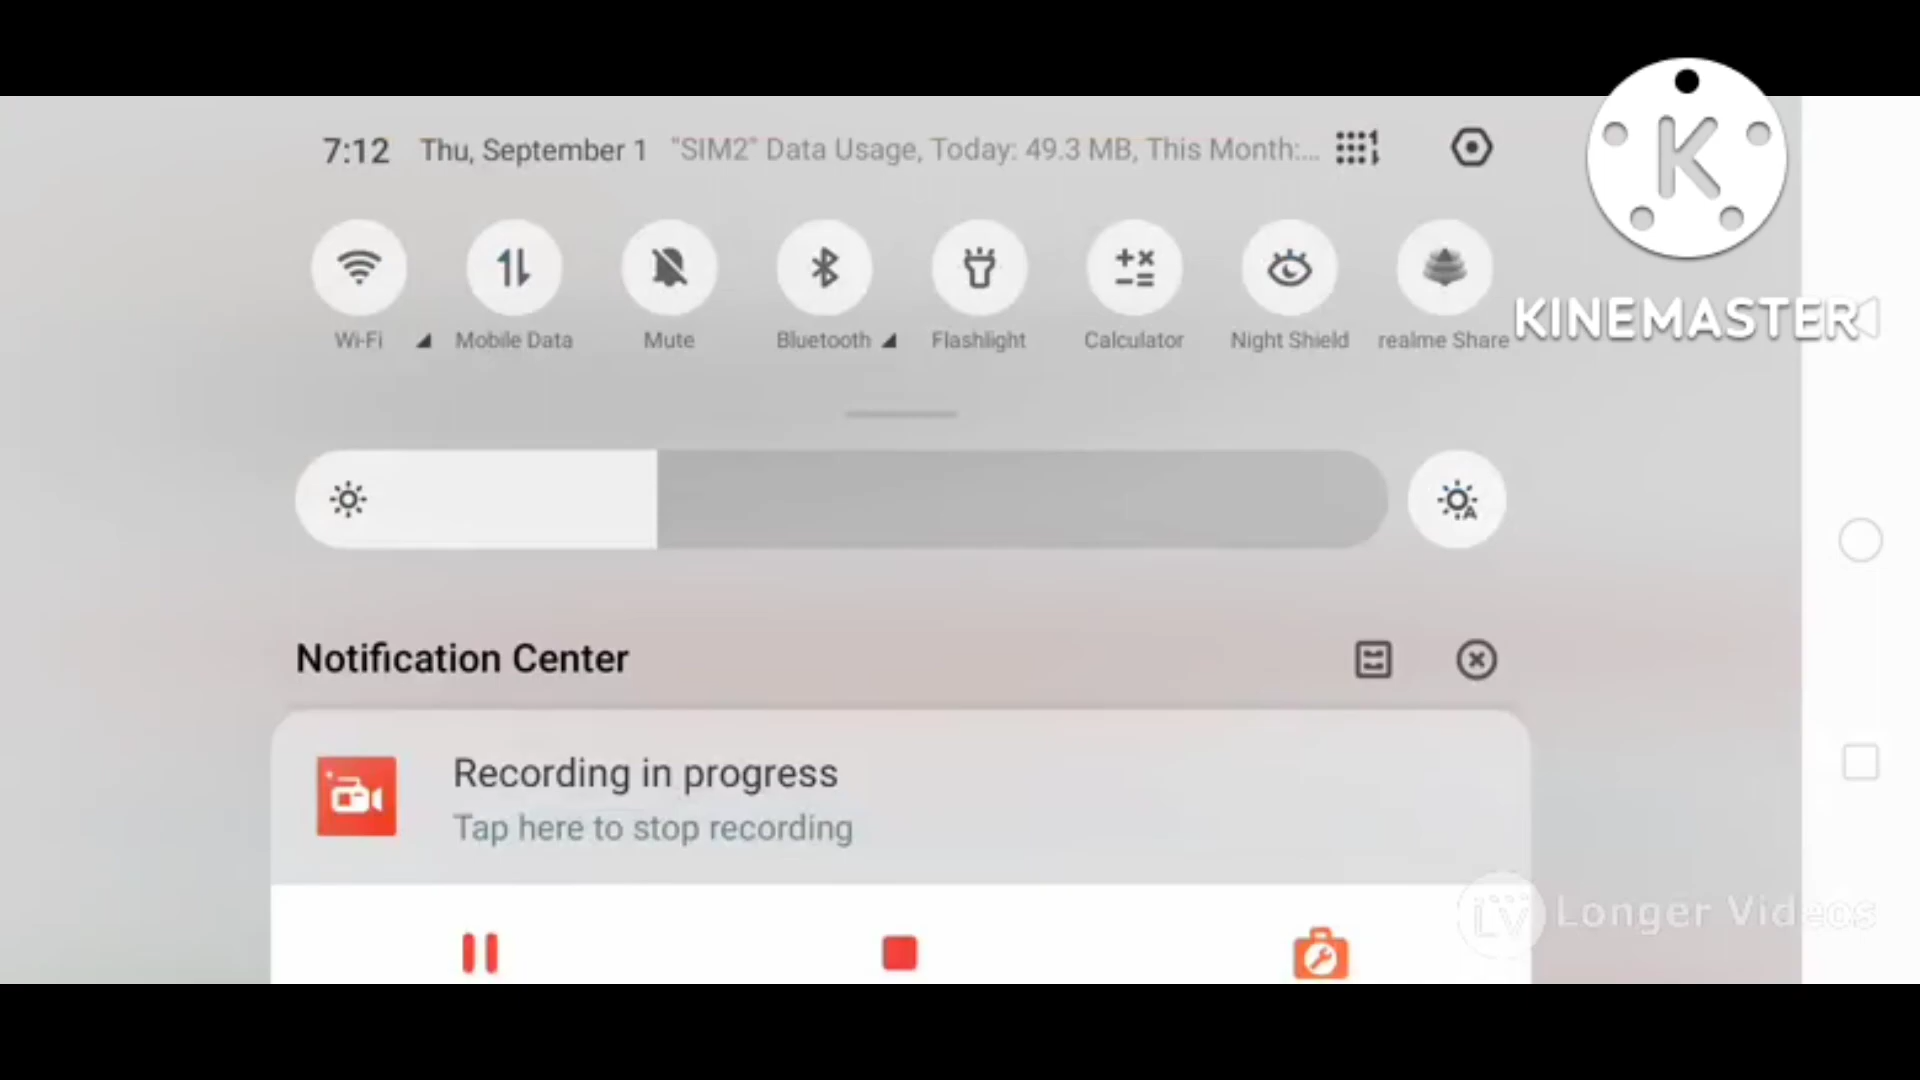 7:12 Thu, September 1 "SIM2" Data Usage, Today: 49.3 MB, This Month:...
K
KINEMASTER
Wi-Fi Mobile Data Mute Bluetooth Flashlight Calculator Night Shield realme Share
Notification Center
Recording in progress
Tap here to stop recording
LV Longer Videos